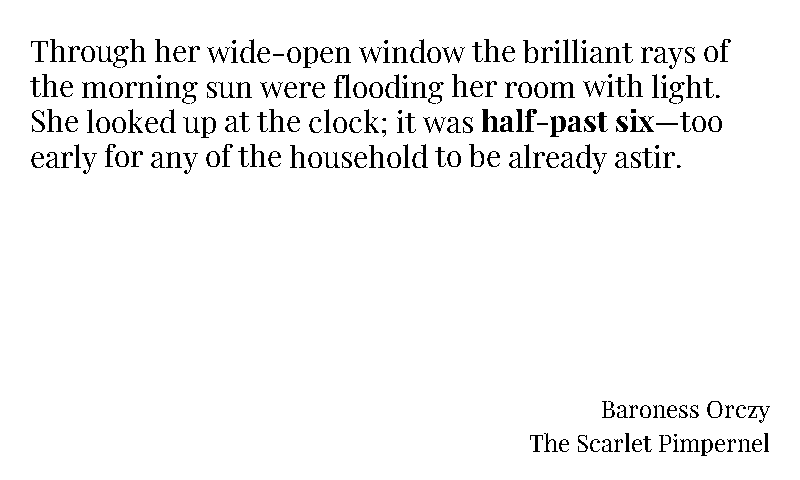 Through her wide-open window the brilliant rays of
the morning sun were flooding her room with light.
She looked up at the clock; it was half-past six—too
early for any of the household to be already astir.
Baroness Orczy
The Scarlet Pimpernel